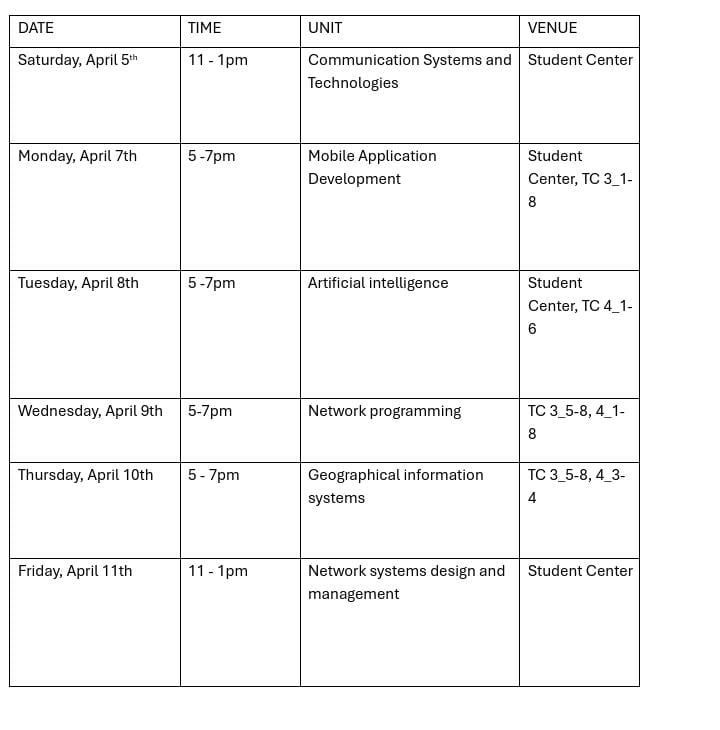 DATE TIME UNIT VENUE
Saturday, April 5th 11 - 1pm Communication Systems and Student Center
Technologies
Monday, April 7th 5 -7pm Mobile Application Student
Development Center, TC 3_1-
8
Tuesday, April 8th 5 -7pm Artificial intelligence Student
Center, TC 4_1-
6
Wednesday, April 9th 5-7pm Network programming TC 3_5-8, 4_1-
8
Thursday, April 10th 5 - 7pm Geographical information TC 3_5-8, 4_3-
systems 4
Friday, April 11th 11 - 1pm Network systems design and Student Center
management